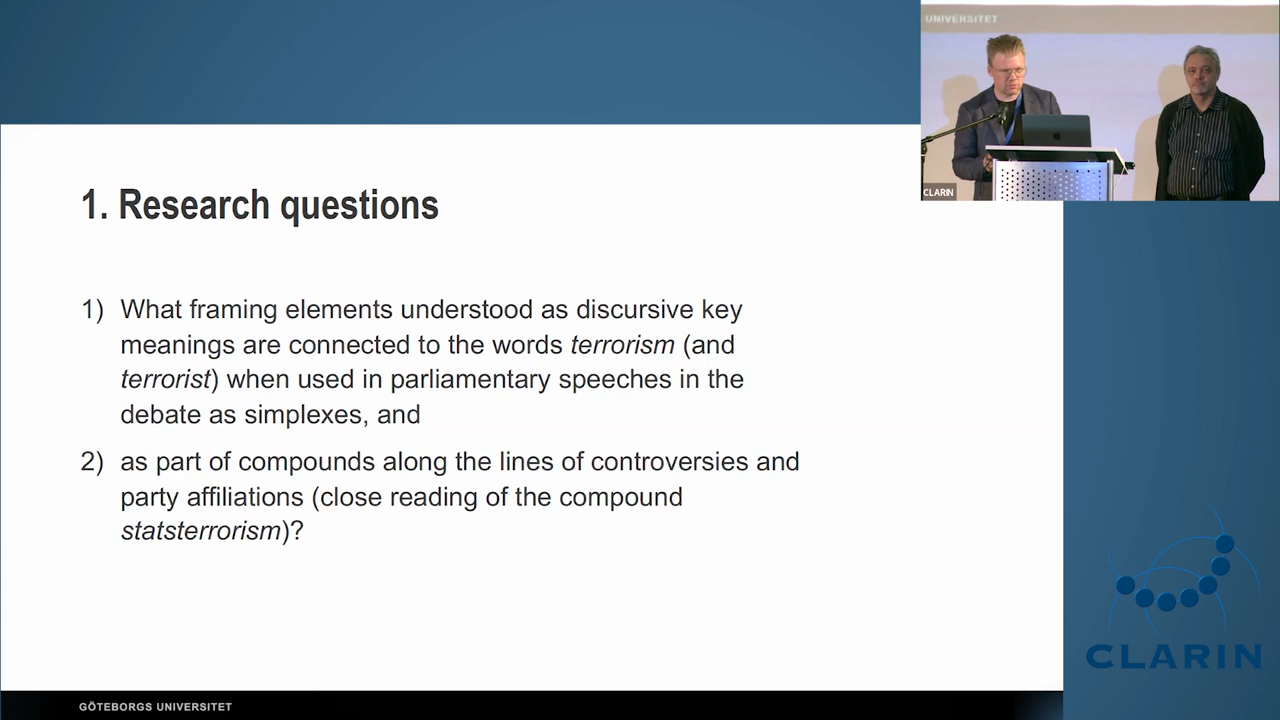 UNIVERSITET
CLARIN
1. Research questions
1) What framing elements understood as discursive key
meanings are connected to the words terrorism (and
terrorist) when used in parliamentary speeches in the
debate as simplexes, and
2) as part of compounds along the lines of controversies and
party affiliations (close reading of the compound
statsterrorism)?
CLARIN
GÖTEBORGS UNIVERSITET